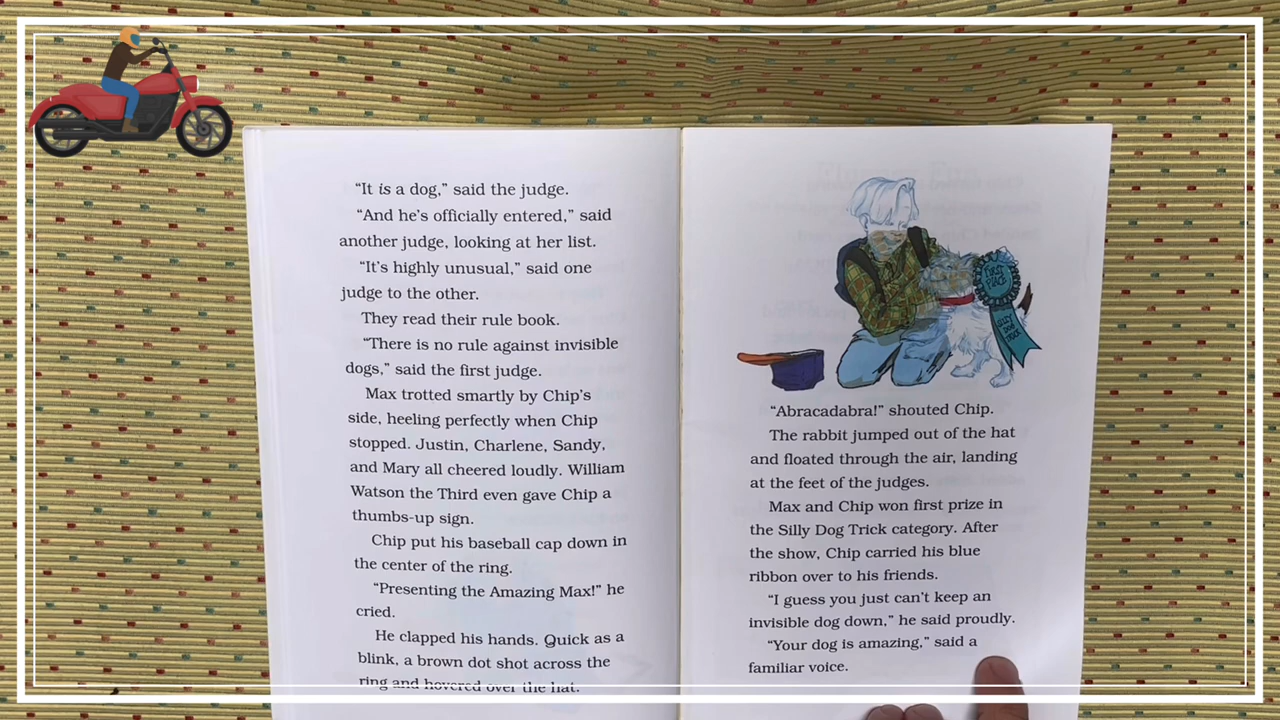 “It is a dog,” said the judge.
“And he’s officially entered,” said
another judge, looking at her list.
“It’s highly unusual,” said one
judge to the other.
They read their rule book.
“There is no rule against invisible
dogs,” said the first judge.
Max trotted smartly by Chip’s
side, heeling perfectly when Chip
stopped. Justin, Charlene, Sandy,
and Mary all cheered loudly. William
Watson the Third even gave Chip a
thumbs-up sign.
Chip put his baseball cap down in
the center of the ring.
“Presenting the Amazing Max!” he
cried.
He clapped his hands. Quick as a
blink, a brown dot shot across the
ring and hovered over the hat.
FIRST
PLACE
SILLY
DOG
TRICK
“Abracadabra!” shouted Chip.
The rabbit jumped out of the hat
and floated through the air, landing
at the feet of the judges.
Max and Chip won first prize in
the Silly Dog Trick category. After
the show, Chip carried his blue
ribbon over to his friends.
“I guess you just can’t keep an
invisible dog down,” he said proudly.
“Your dog is amazing,” said a
familiar voice.